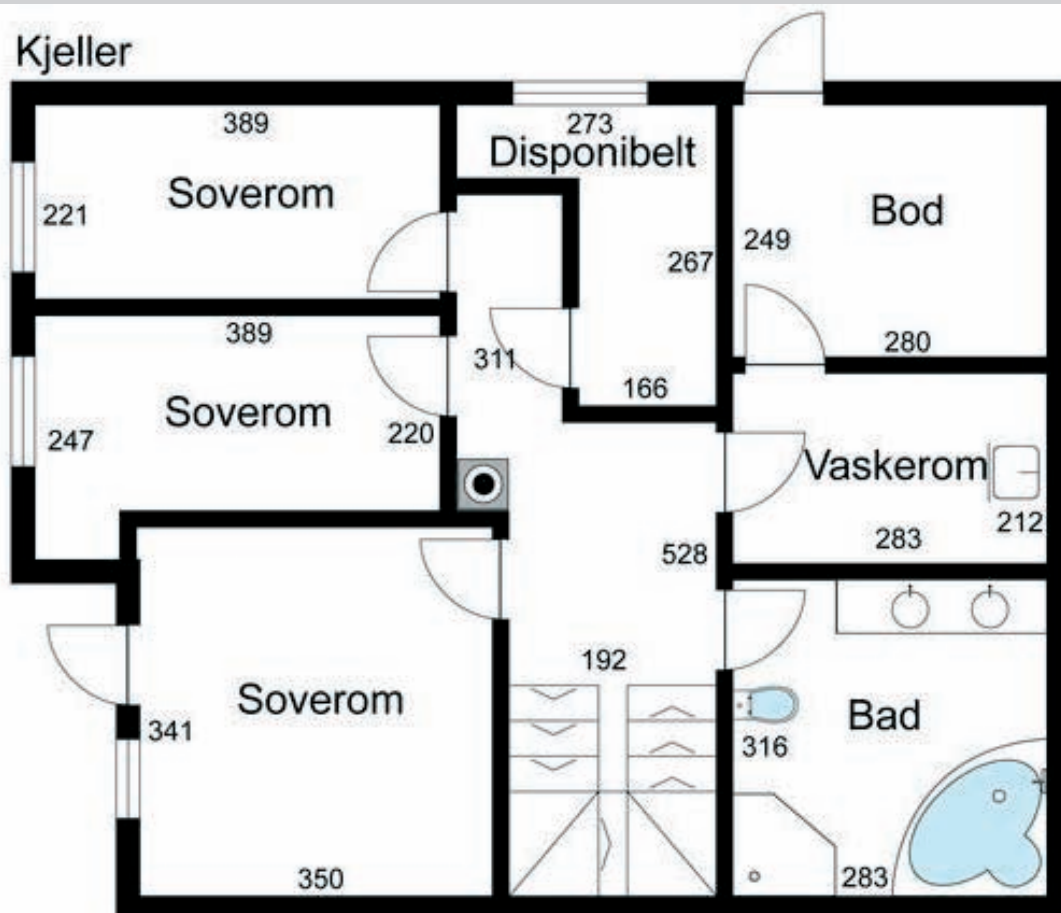 Kjeller
389
Soverom
221
273
Disponibelt
267
166
249
Bod
280
389
Soverom
247
220
311
Vaskerom
283
212
528
192
Soverom
341
350
Bad
316
283